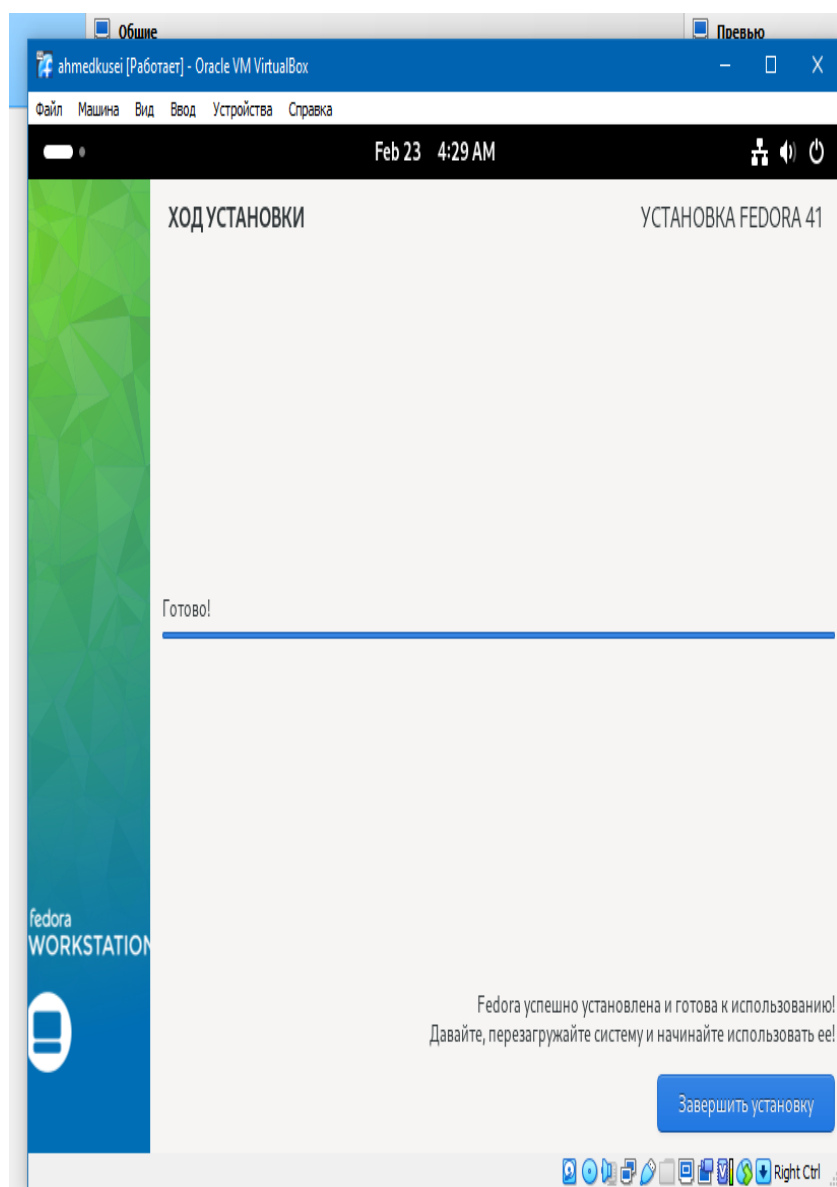 Общие
Превью
ahmedkusei [Работает] - Oracle VM VirtualBox
Файл Машина Вид Ввод Устройства Справка
Feb 23 4:29 AM
ХОД УСТАНОВКИ
УСТАНОВКА FEDORA 41
Готово!
fedora
WORKSTATION
Fedora успешно установлена и готова к использованию!
Давайте, перезагружайте систему и начинайте использовать ее!
Завершить установку
Right Ctrl